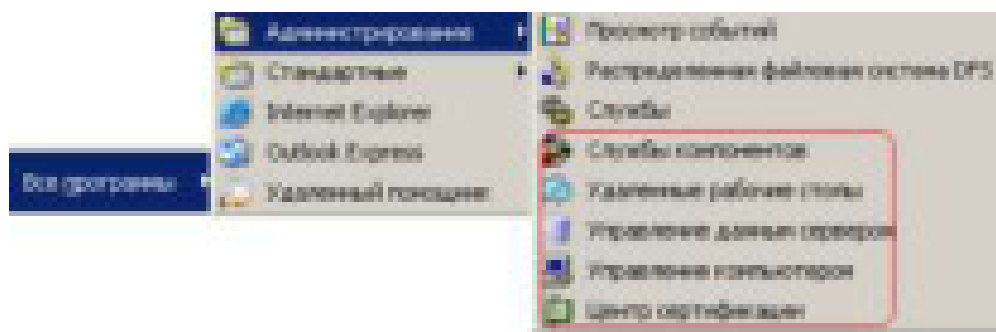 Все программы
Администрирование
Стандартные
Internet Explorer
Outlook Express
Удаленный помощник
Просмотр событий
Распределенная файловая система DFS
Службы
Службы компонентов
Удаленные рабочие столы
Управление данным сервером
Управление компьютером
Центр сертификации